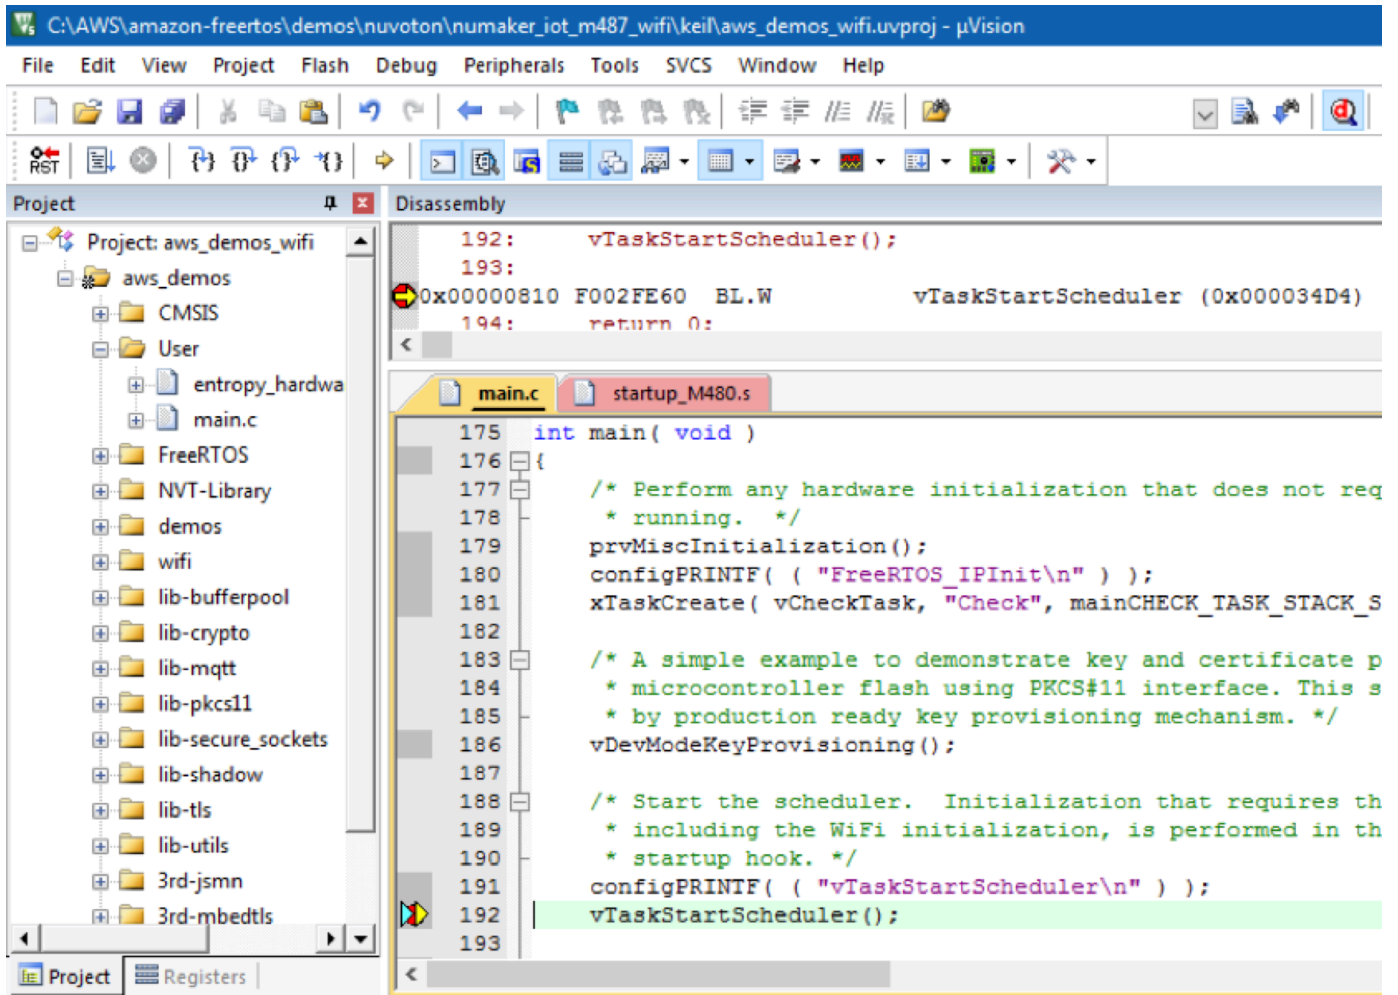 C:\AWS\amazon-freertos\demos\nuvoton\numaker_iot_m487_wifi\keil\aws_demos_wifi.uvproj - µVision
File Edit View Project Flash Debug Peripherals Tools SVCS Window Help
RST
Project
Disassembly
Project: aws_demos_wifi
aws_demos
CMSIS
User
entropy_hardwa
main.c
FreeRTOS
NVT-Library
demos
wifi
lib-bufferpool
lib-crypto
lib-mqtt
lib-pkcs11
lib-secure_sockets
lib-shadow
lib-tls
lib-utils
3rd-jsmn
3rd-mbedtls
Project Registers
192: vTaskStartScheduler();
193:
0x00000810 F002FE60 BL.W vTaskStartScheduler (0x000034D4)
194: return 0;
main.c startup_M480.s
175 int main( void )
176 {
177 /* Perform any hardware initialization that does not req
178 * running. */
179 prvMiscInitialization();
180 configPRINTF( ( "FreeRTOS_IPInit\n" ) );
181 xTaskCreate( vCheckTask, "Check", mainCHECK_TASK_STACK_S
182
183 /* A simple example to demonstrate key and certificate p
184 * microcontroller flash using PKCS#11 interface. This s
185 * by production ready key provisioning mechanism. */
186 vDevModeKeyProvisioning();
187
188 /* Start the scheduler. Initialization that requires th
189 * including the WiFi initialization, is performed in th
190 * startup hook. */
191 configPRINTF( ( "vTaskStartScheduler\n" ) );
192 vTaskStartScheduler();
193